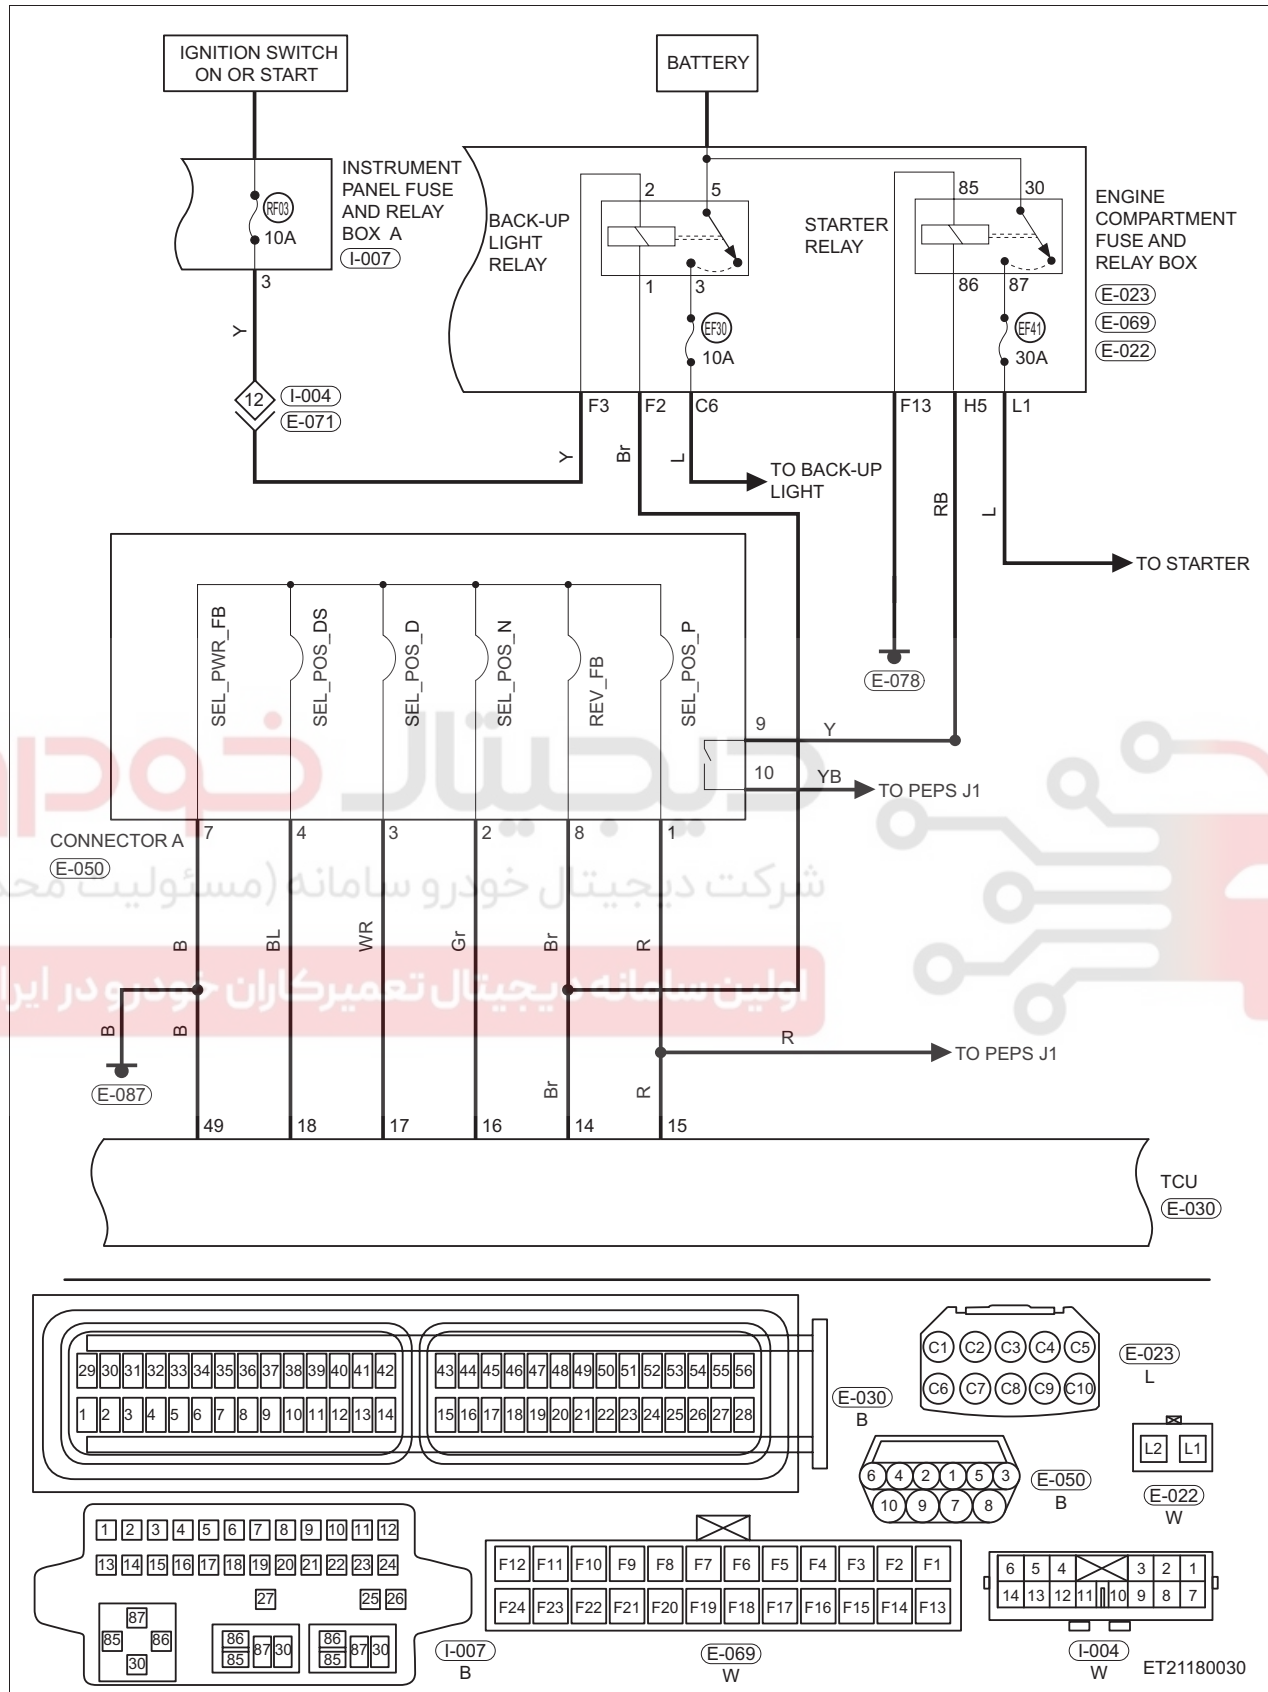 IGNITION SWITCH
ON OR START
BATTERY
INSTRUMENT
PANEL FUSE
AND RELAY
BOX A
I-007
RF03
10A
3
Y
12
I-004
E-071
Y
BACK-UP
LIGHT
RELAY
2
5
1
3
EF30
10A
STARTER
RELAY
85
30
86
87
EF41
30A
ENGINE
COMPARTMENT
FUSE AND
RELAY BOX
E-023
E-069
E-022
F3
F2
C6
F13
H5
L1
Br
L
TO BACK-UP
LIGHT
RB
L
TO STARTER
E-078
SEL_PWR_FB
SEL_POS_DS
SEL_POS_D
SEL_POS_N
REV_FB
SEL_POS_P
9
Y
10
YB
TO PEPS J1
CONNECTOR A
E-050
7
4
3
2
8
1
دیجیتال خودرو
شرکت دیجیتال خودرو سامانه (مسئولیت محد
اولین سامانه دیجیتال تعمیرکاران خودرو در ایرا
B
BL
WR
Gr
Br
R
B
B
E-087
R
TO PEPS J1
Br
R
49
18
17
16
14
15
TCU
E-030
29 30 31 32 33 34 35 36 37 38 39 40 41 42 43 44 45 46 47 48 49 50 51 52 53 54 55 56
1 2 3 4 5 6 7 8 9 10 11 12 13 14 15 16 17 18 19 20 21 22 23 24 25 26 27 28
E-030
B
C1 C2 C3 C4 C5
C6 C7 C8 C9 C10
E-023
L
6 4 2 1 5 3
10 9 7 8
E-050
B
L2 L1
E-022
W
1 2 3 4 5 6 7 8 9 10 11 12
13 14 15 16 17 18 19 20 21 22 23 24
27 25 26
87
85 86
30
86
85
87 30
86
85
87 30
I-007
B
F12 F11 F10 F9 F8 F7 F6 F5 F4 F3 F2 F1
F24 F23 F22 F21 F20 F19 F18 F17 F16 F15 F14 F13
E-069
W
6 5 4 3 2 1
14 13 12 11 10 9 8 7
I-004
W
ET21180030